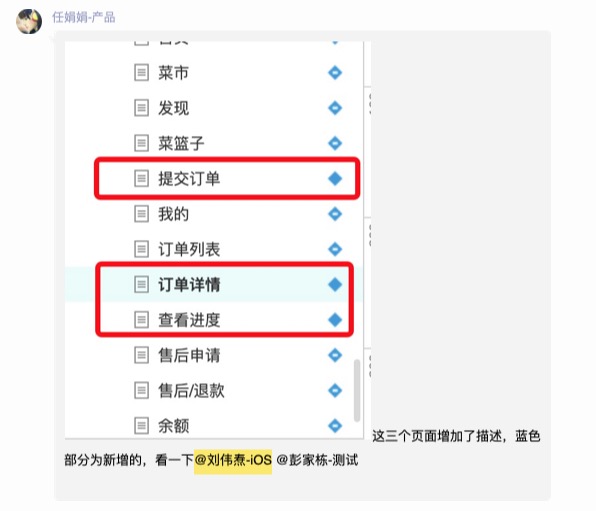 任娟娟-产品
菜市
发现
菜篮子
提交订单
我的
订单列表
订单详情
查看进度
售后申请
售后/退款
余额
这三个页面增加了描述，蓝色
部分为新增的，看一下@刘伟焘-iOS @彭家栋-测试